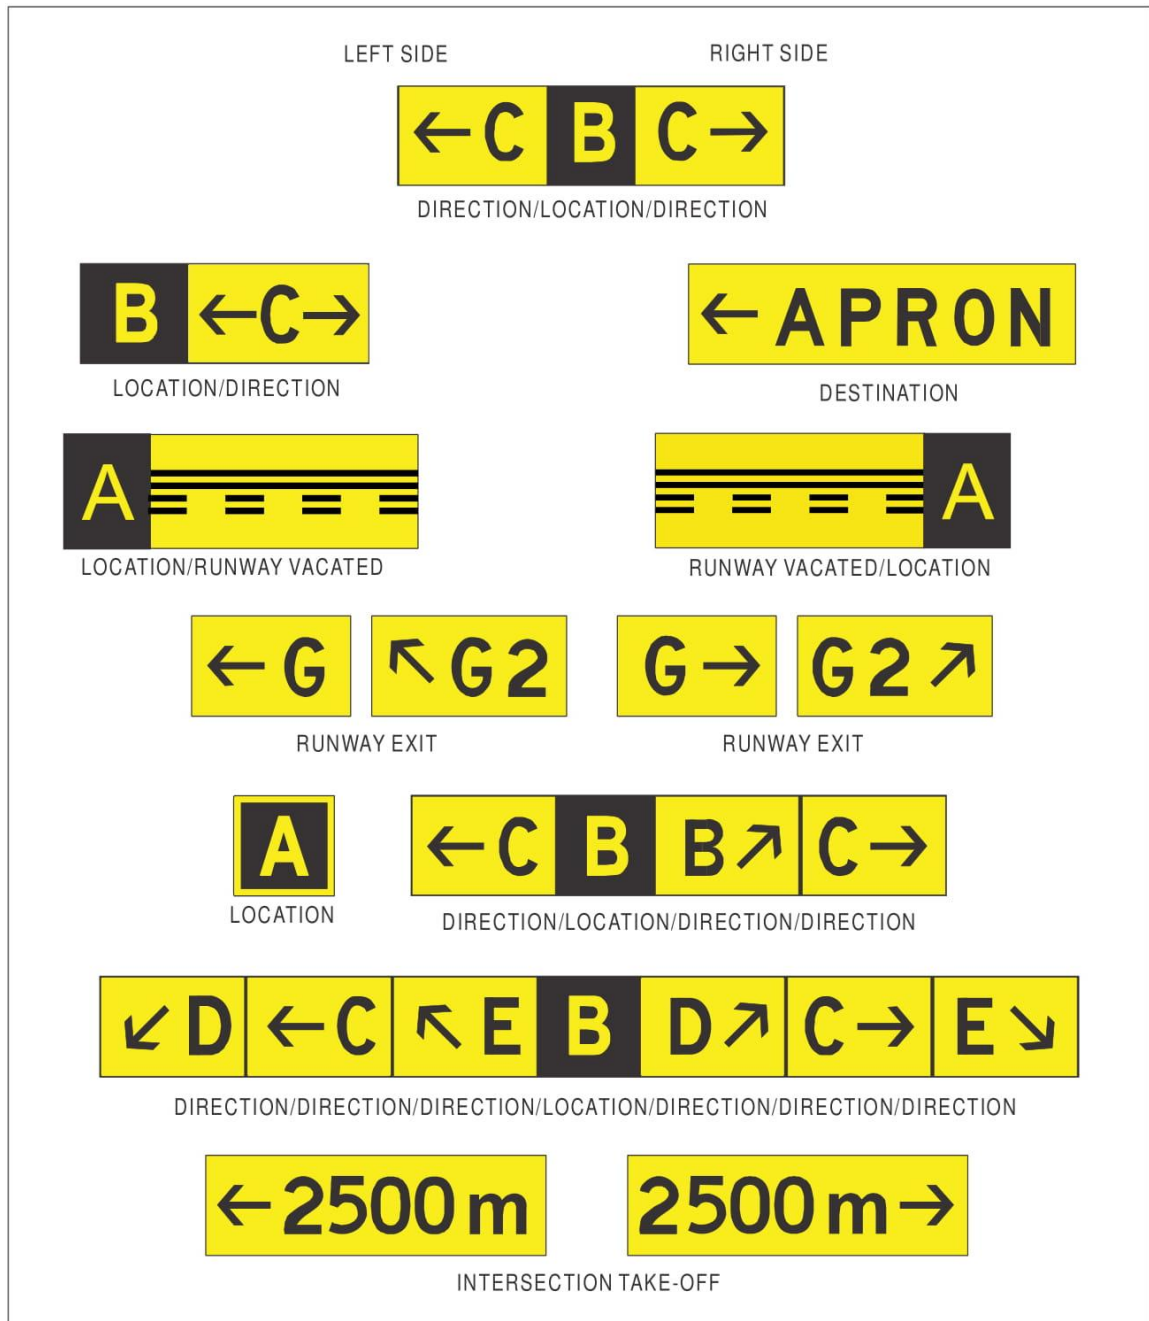 LEFT SIDE RIGHT SIDE
←C B C→
DIRECTION/LOCATION/DIRECTION
B ←C→
LOCATION/DIRECTION
←APRON
DESTINATION
A
LOCATION/RUNWAY VACATED
A
RUNWAY VACATED/LOCATION
←G ↖G2
RUNWAY EXIT
G→ G2↗
RUNWAY EXIT
A
LOCATION
←C B B↗ C→
DIRECTION/LOCATION/DIRECTION/DIRECTION
↙D ←C ↖E B D↗ C→ E↘
DIRECTION/DIRECTION/DIRECTION/LOCATION/DIRECTION/DIRECTION/DIRECTION
←2500 m 2500 m→
INTERSECTION TAKE-OFF